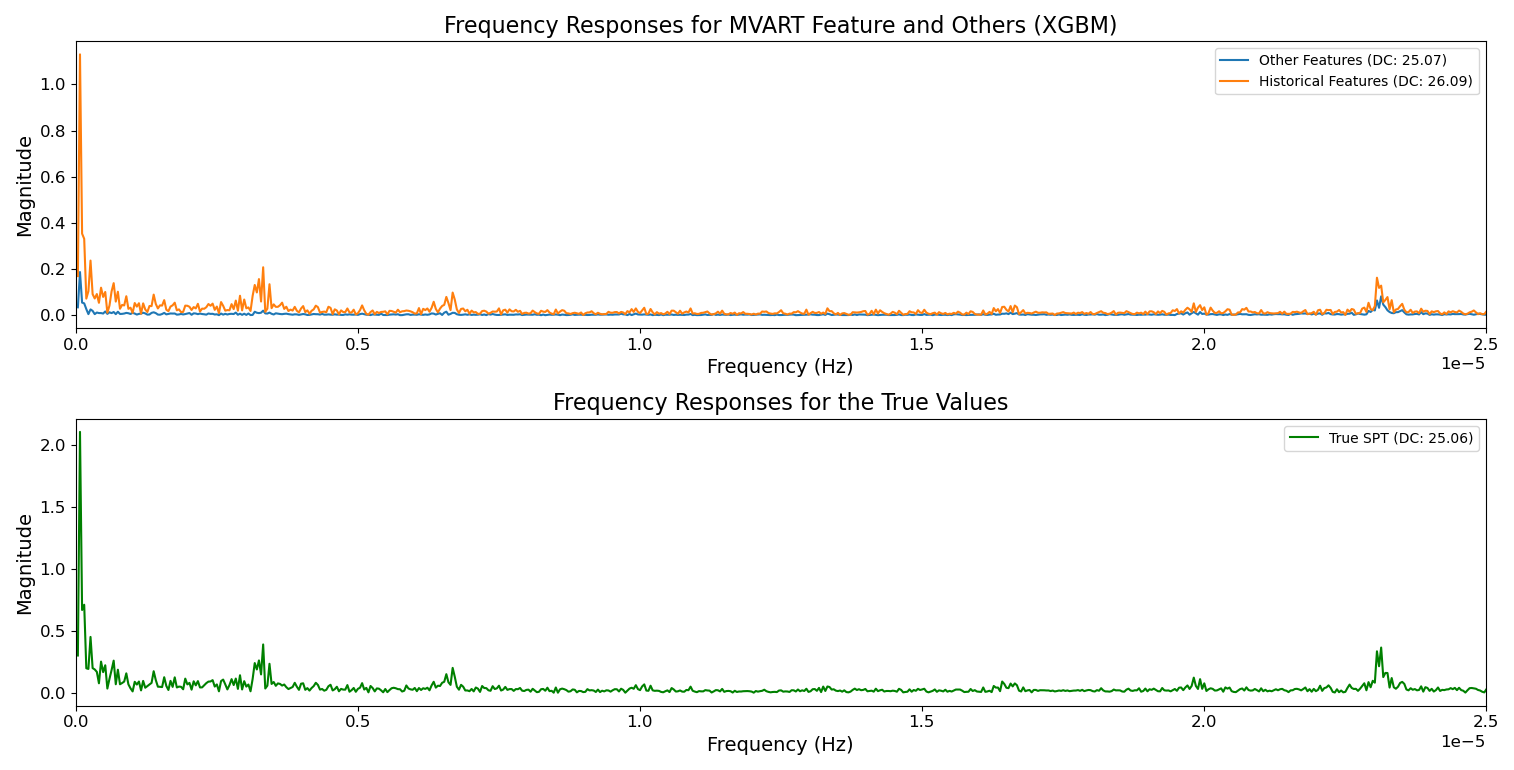 Frequency Responses for MVART Feature and Others (XGBM)
Other Features (DC: 25.07)
Historical Features (DC: 26.09)
Magnitude
1.0
0.8
0.6
0.4
0.2
0.0
0.0 0.5 1.0 1.5 2.0 2.5
1e−5
Frequency (Hz)
Frequency Responses for the True Values
True SPT (DC: 25.06)
Magnitude
2.0
1.5
1.0
0.5
0.0
0.0 0.5 1.0 1.5 2.0 2.5
1e−5
Frequency (Hz)